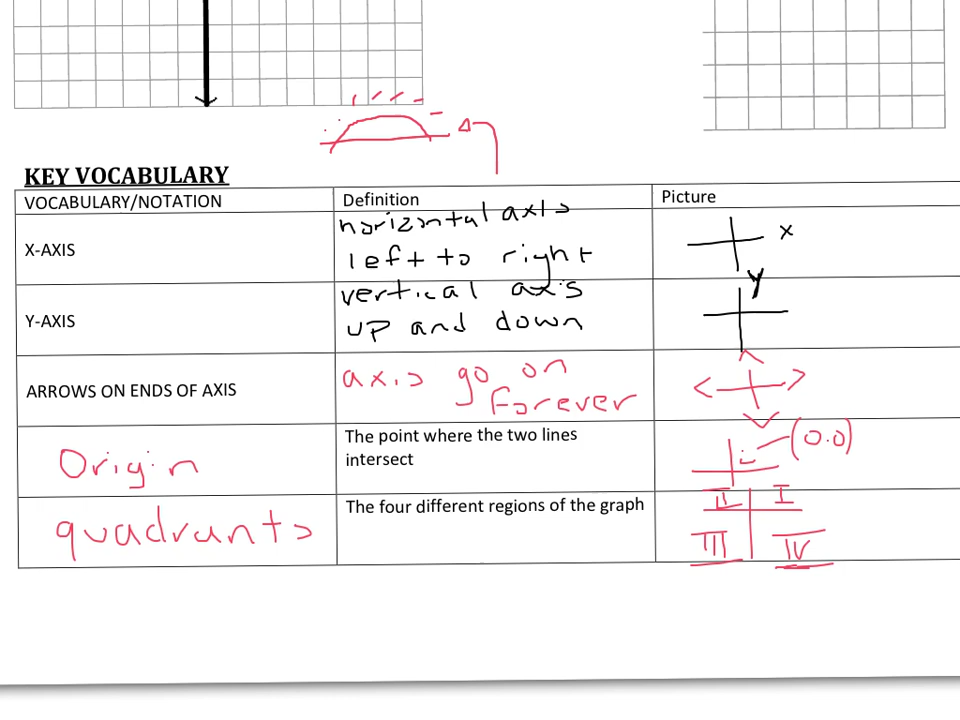 KEY VOCABULARY
VOCABULARY/NOTATION Definition Picture
X-AXIS
horizontal axis
left to right
x
Y-AXIS
vertical axis
up and down
y
ARROWS ON ENDS OF AXIS
axis go on
forever
Origin
The point where the two lines
intersect
(0.0)
quadrants
The four different regions of the graph
II I
III IV